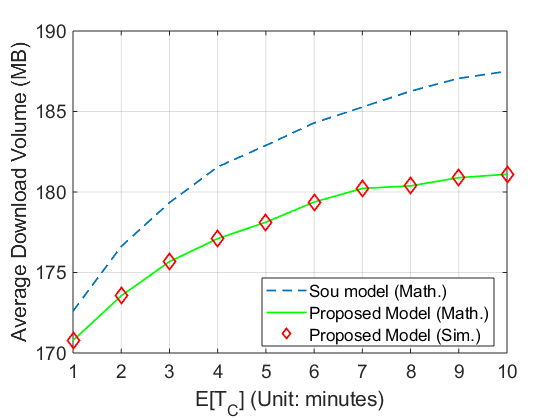 190
185
180
175
170
Average Download Volume (MB)
Sou model (Math.)
Proposed Model (Math.)
Proposed Model (Sim.)
1 2 3 4 5 6 7 8 9 10
E[T_C] (Unit: minutes)